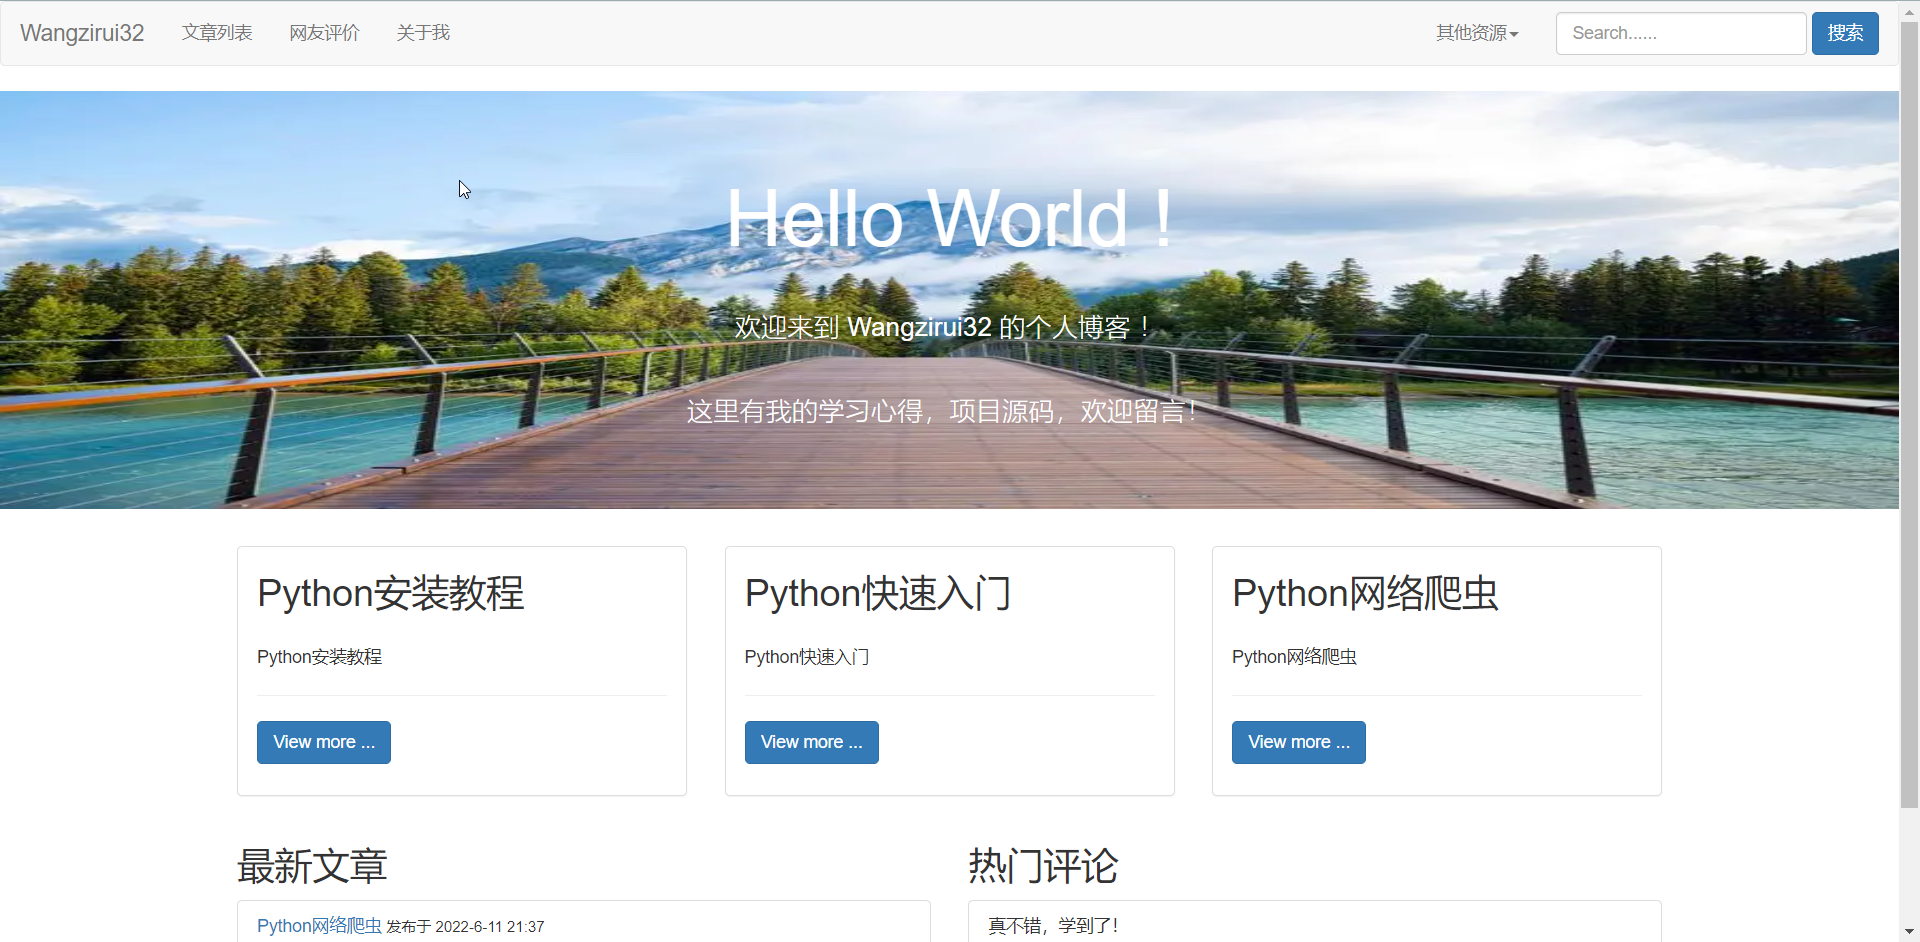 Wangzirui32 文章列表 网友评价 关于我 其他资源 Search...... 搜索
Hello World !
欢迎来到 Wangzirui32 的个人博客 ！
这里有我的学习心得，项目源码，欢迎留言！
Python安装教程
Python安装教程
View more ...
Python快速入门
Python快速入门
View more ...
Python网络爬虫
Python网络爬虫
View more ...
最新文章
Python网络爬虫 发布于 2022-6-11 21:37
热门评论
真不错，学到了！